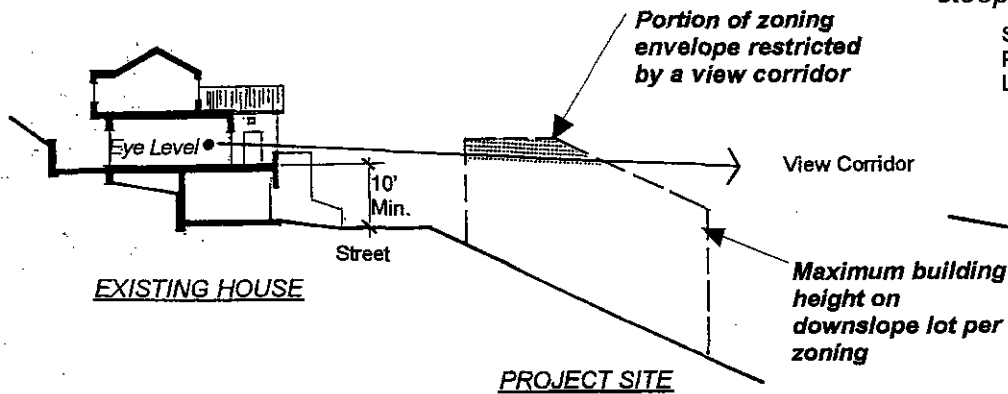 Portion of zoning
envelope restricted
by a view corridor
Eye Level
View Corridor
10'
Min.
Street
EXISTING HOUSE
Maximum building
height on
downslope lot per
zoning
PROJECT SITE